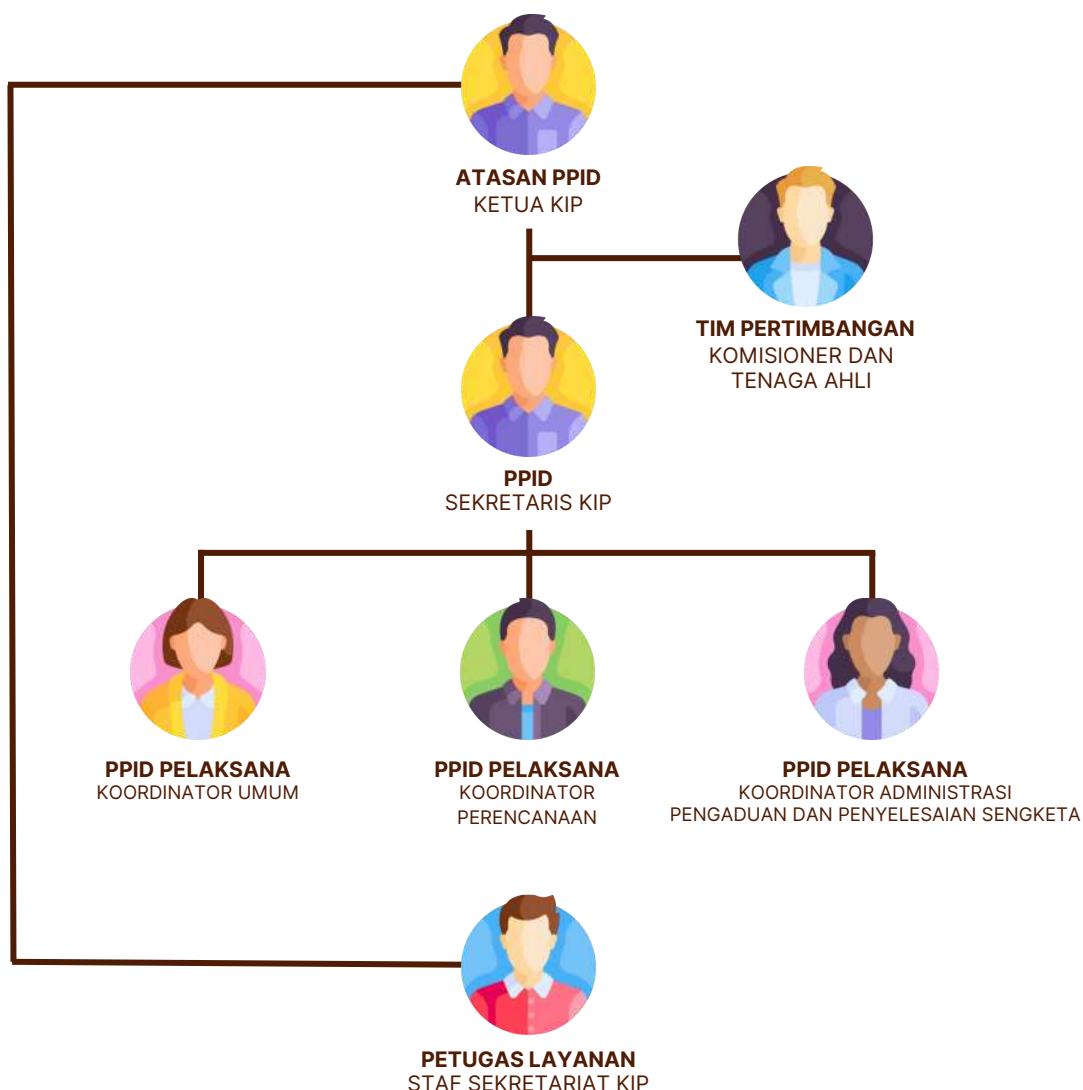 ATASAN PPID
KETUA KIP
TIM PERTIMBANGAN
KOMISIONER DAN
TENAGA AHLI
PPID
SEKRETARIS KIP
PPID PELAKSANA
KOORDINATOR UMUM
PPID PELAKSANA
KOORDINATOR
PERENCANAAN
PPID PELAKSANA
KOORDINATOR ADMINISTRASI
PENGADUAN DAN PENYELESAIAN SENGKETA
PETUGAS LAYANAN
STAF SEKRETARIAT KIP